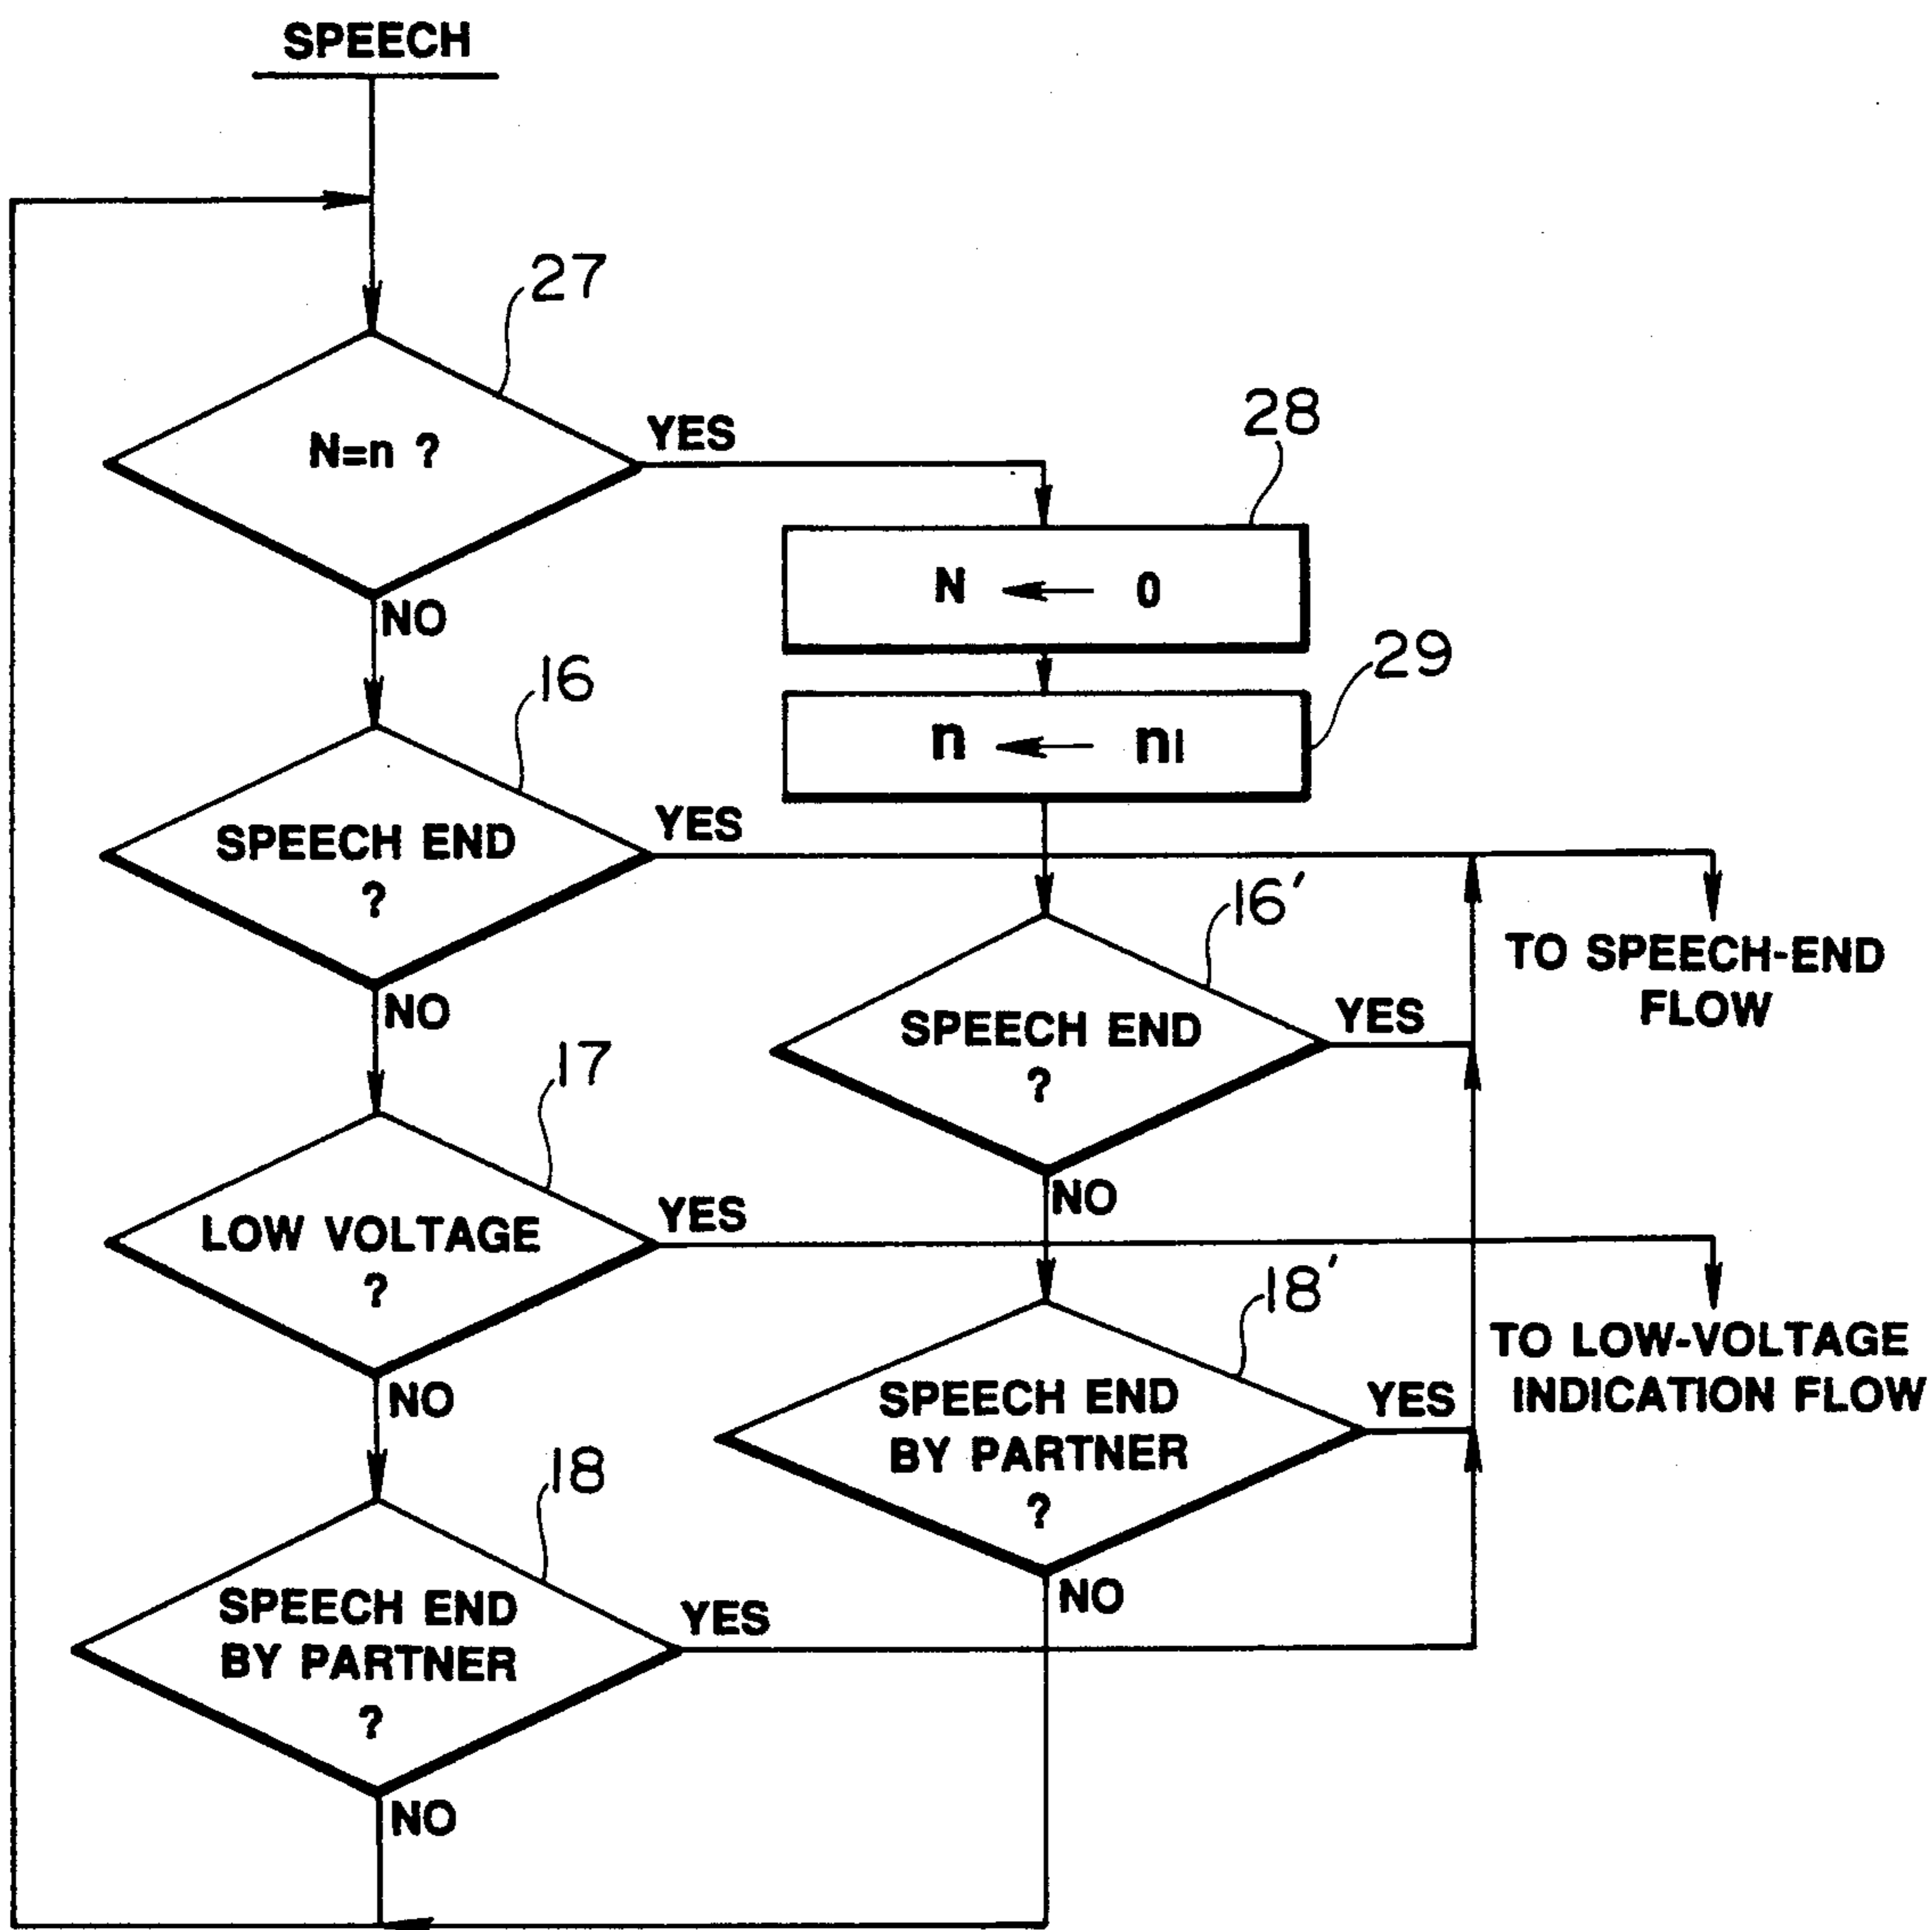 SPEECH
27
N=n ?
YES
28
NO
N ← 0
16
29
n ← n1
SPEECH END
?
YES
16'
TO SPEECH-END
FLOW
NO
SPEECH END
?
YES
17
NO
LOW VOLTAGE
?
YES
18'
TO LOW-VOLTAGE
INDICATION FLOW
NO
SPEECH END
BY PARTNER
?
YES
18
NO
SPEECH END
BY PARTNER
?
YES
NO